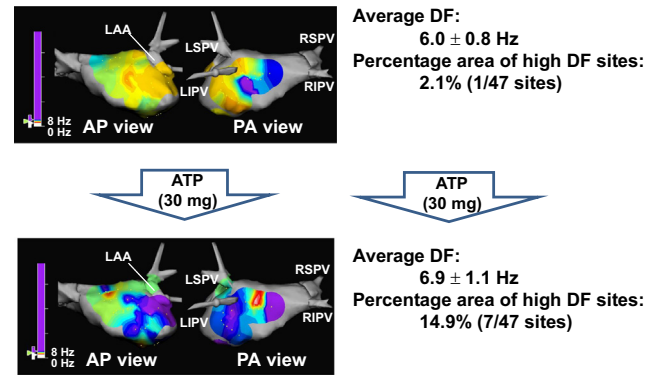 LAA
LSPV
RSPV
LIPV
RIPV
8 Hz
0 Hz
AP view
PA view
Average DF:
6.0 ± 0.8 Hz
Percentage area of high DF sites:
2.1% (1/47 sites)
ATP
(30 mg)
ATP
(30 mg)
LAA
LSPV
RSPV
LIPV
RIPV
8 Hz
0 Hz
AP view
PA view
Average DF:
6.9 ± 1.1 Hz
Percentage area of high DF sites:
14.9% (7/47 sites)